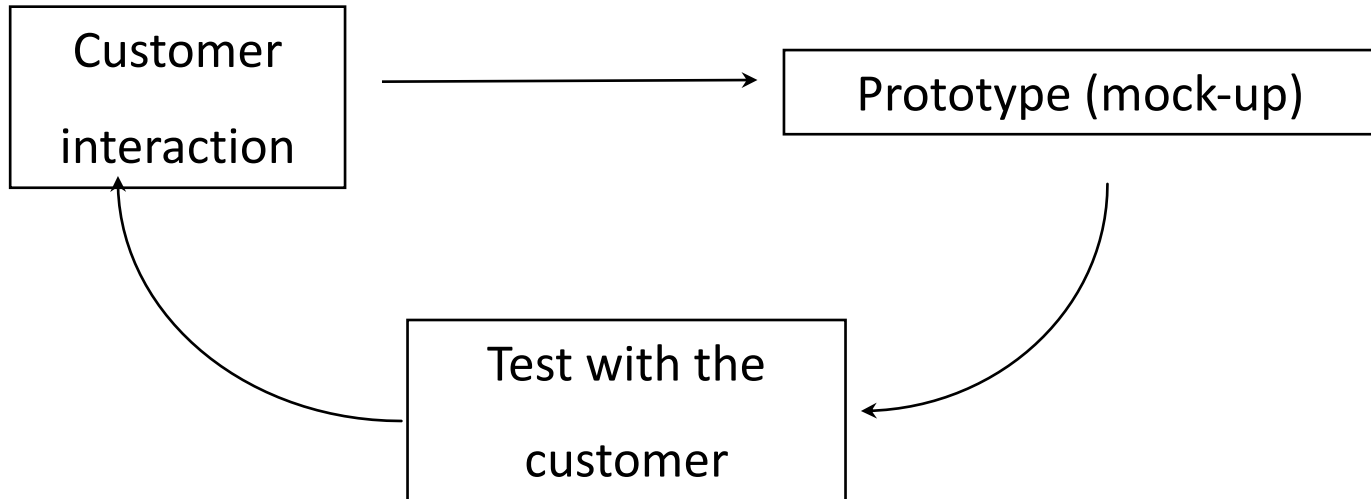 Customer
interaction
Prototype (mock-up)
Test with the
customer